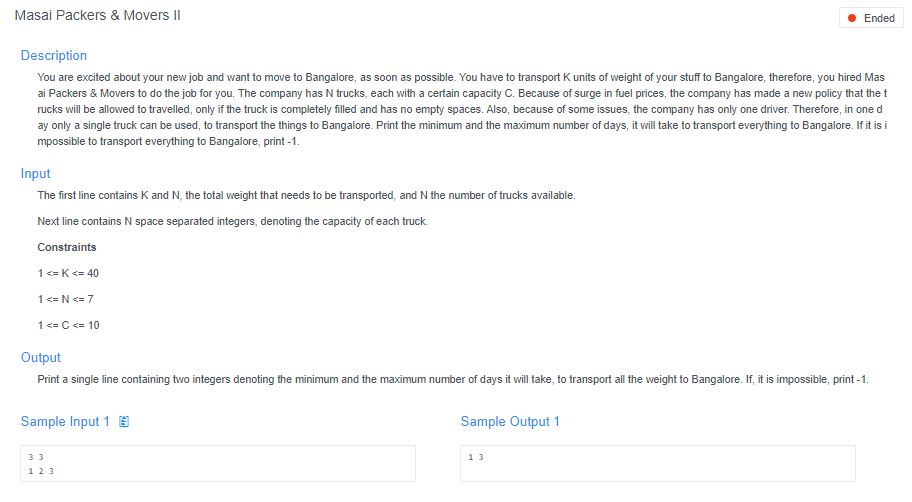 Masai Packers & Movers II
Ended
Description
You are excited about your new job and want to move to Bangalore, as soon as possible. You have to transport K units of weight of your stuff to Bangalore, therefore, you hired Mas
ai Packers & Movers to do the job for you. The company has N trucks, each with a certain capacity C. Because of surge in fuel prices, the company has made a new policy that the t
rucks will be allowed to travelled, only if the truck is completely filled and has no empty spaces. Also, because of some issues, the company has only one driver. Therefore, in one d
ay only a single truck can be used, to transport the things to Bangalore. Print the minimum and the maximum number of days, it will take to transport everything to Bangalore. If it is i
mpossible to transport everything to Bangalore, print -1.
Input
The first line contains K and N, the total weight that needs to be transported, and N the number of trucks available.
Next line contains N space separated integers, denoting the capacity of each truck.
Constraints
1 <= K <= 40
1 <= N <= 7
1 <= C <= 10
Output
Print a single line containing two integers denoting the minimum and the maximum number of days it will take, to transport all the weight to Bangalore. If, it is impossible, print -1.
Sample Input 1
Sample Output 1
3 3
1 2 3
1 3